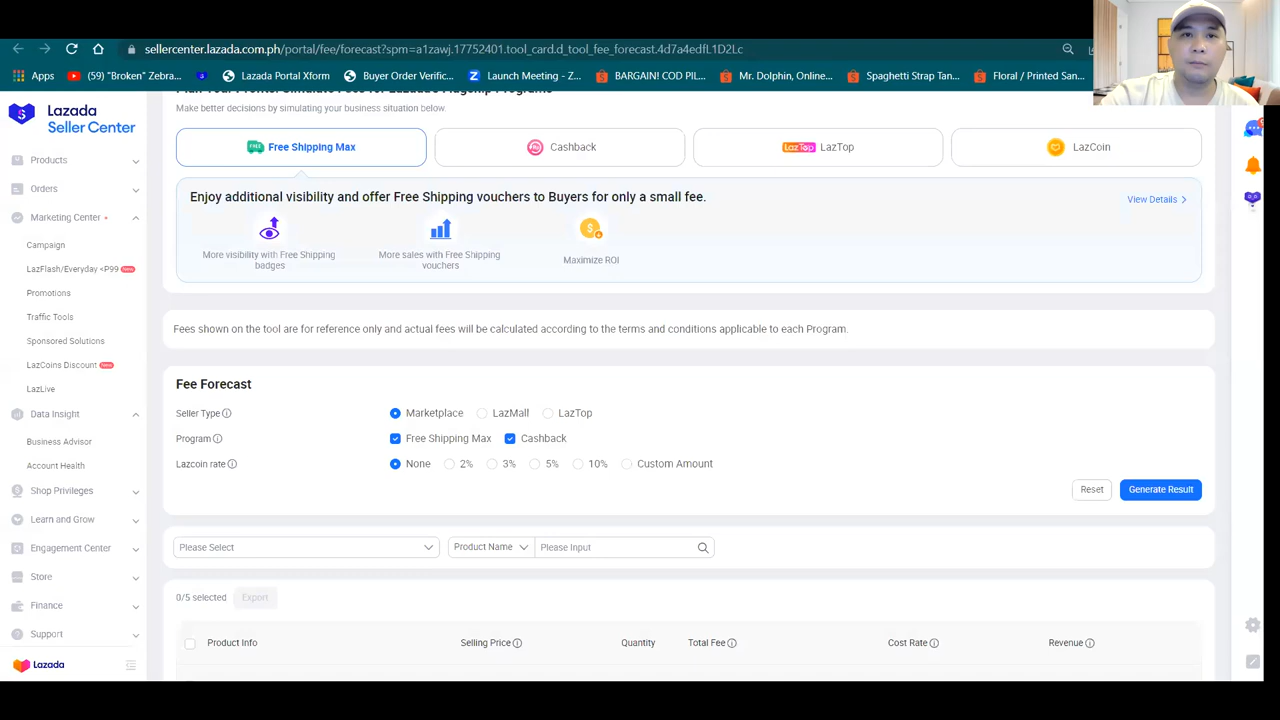 sellercenter.lazada.com.ph/portal/fee/forecast?spm=a1zawj.17752401.tool_card.d_tool_fee_forecast.4d7a4edfL1D2Lc
Apps
(59) "Broken" Zebra...
Lazada Portal Xform
Buyer Order Verific...
Launch Meeting - Z...
BARGAIN! COD PIL...
Mr. Dolphin, Online...
Spaghetti Strap Tan...
Floral / Printed San...
Lazada
Seller Center
Products
Orders
Marketing Center
Campaign
LazFlash/Everyday <P99 New
Promotions
Traffic Tools
Sponsored Solutions
LazCoins Discount New
LazLive
Data Insight
Business Advisor
Account Health
Shop Privileges
Learn and Grow
Engagement Center
Store
Finance
Support
Lazada
Make better decisions by simulating your business situation below.
FREE Free Shipping Max
Cashback
LazTop LazTop
LazCoin
Enjoy additional visibility and offer Free Shipping vouchers to Buyers for only a small fee.
View Details
More visibility with Free Shipping
badges
More sales with Free Shipping
vouchers
Maximize ROI
Fees shown on the tool are for reference only and actual fees will be calculated according to the terms and conditions applicable to each Program.
Fee Forecast
Seller Type Marketplace LazMall LazTop
Program Free Shipping Max Cashback
Lazcoin rate None 2% 3% 5% 10% Custom Amount
Reset Generate Result
Please Select Product Name Please Input
0/5 selected Export
Product Info Selling Price Quantity Total Fee Cost Rate Revenue